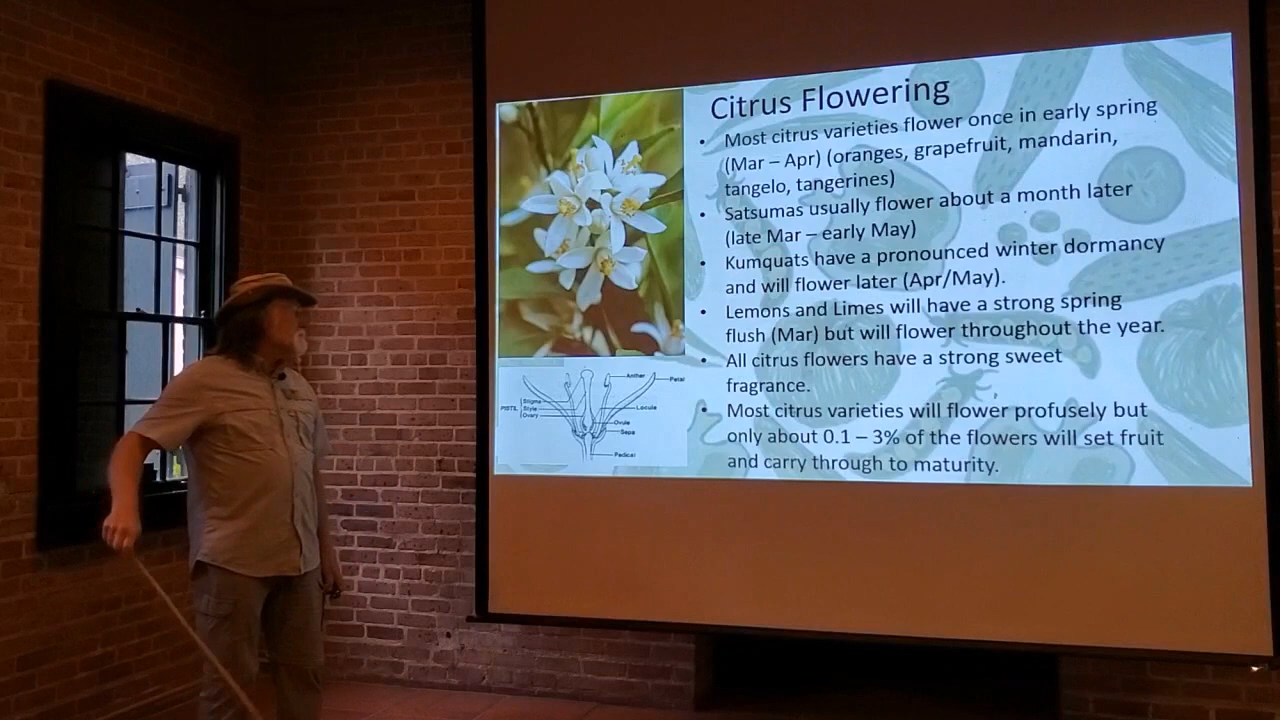 Citrus Flowering
• Most citrus varieties flower once in early spring
(Mar – Apr) (oranges, grapefruit, mandarin,
tangelo, tangerines)
• Satsumas usually flower about a month later
(late Mar – early May)
• Kumquats have a pronounced winter dormancy
and will flower later (Apr/May).
• Lemons and Limes will have a strong spring
flush (Mar) but will flower throughout the year.
• All citrus flowers have a strong sweet
fragrance.
• Most citrus varieties will flower profusely but
only about 0.1 – 3% of the flowers will set fruit
and carry through to maturity.
Anther
Petal
Stigma
PISTIL Style
Ovary
Locule
Ovule
Sepa
Pedical